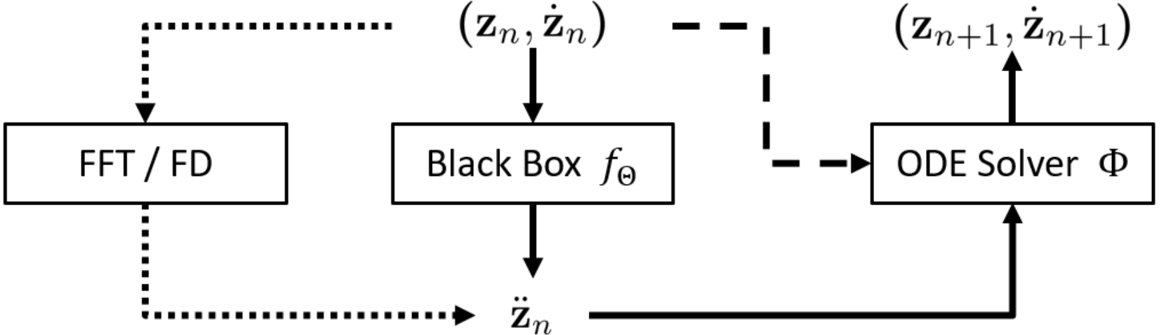 (z_n, ż_n) (z_{n+1}, ż_{n+1})
FFT / FD Black Box f_Θ ODE Solver Φ
z̈_n